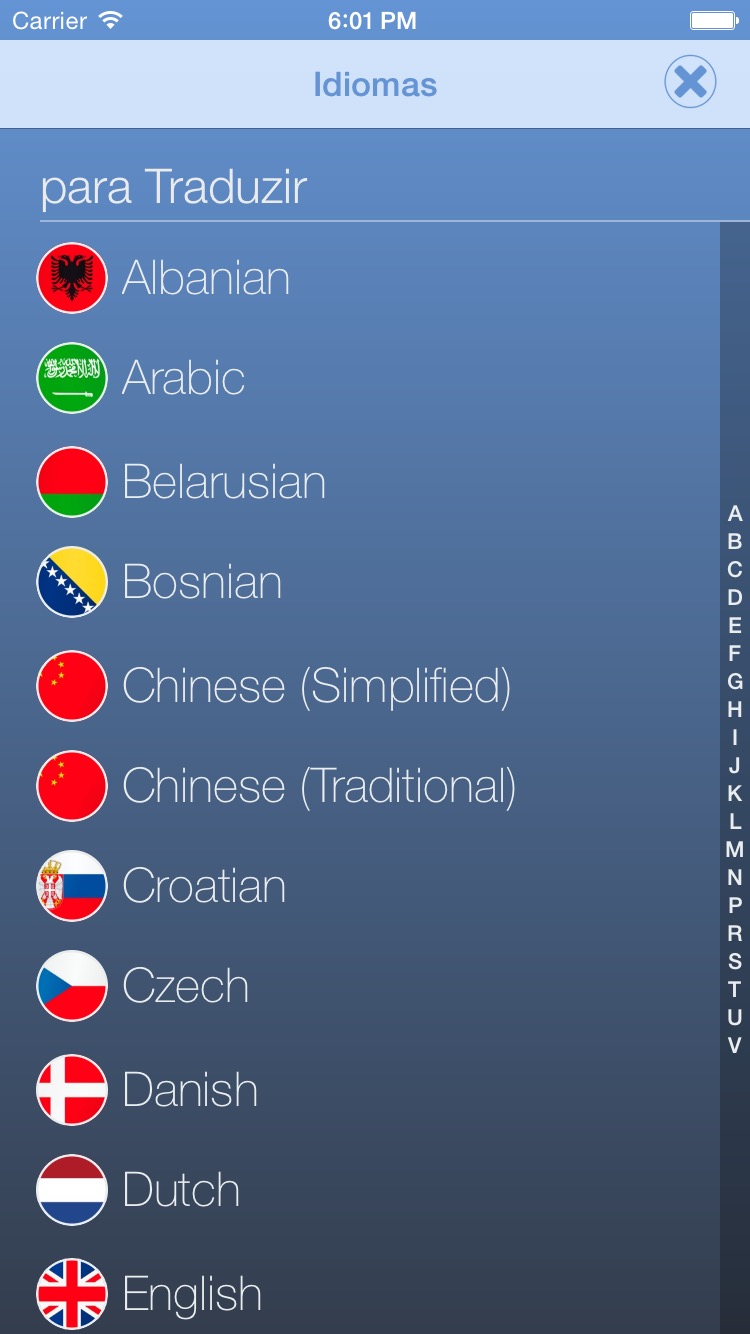 Carrier 6:01 PM
Idiomas
para Traduzir
Albanian
Arabic
Belarusian
Bosnian
Chinese (Simplified)
Chinese (Traditional)
Croatian
Czech
Danish
Dutch
English
A
B
C
D
E
F
G
H
I
J
K
L
M
N
P
R
S
T
U
V